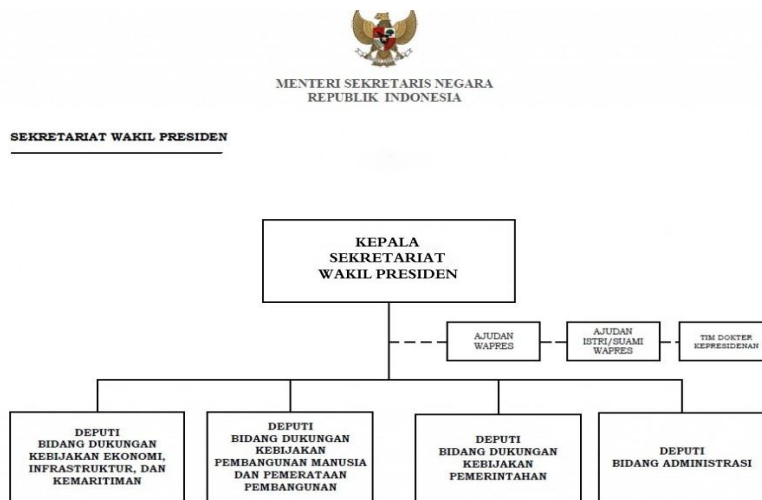 MENTERI SEKRETARIS NEGARA
REPUBLIK INDONESIA
SEKRETARIAT WAKIL PRESIDEN
KEPALA
SEKRETARIAT
WAKIL PRESIDEN
AJUDAN
WAPRES
AJUDAN
ISTRI/SUAMI
WAPRES
TIM DOKTER
KEPRESIDENAN
DEPUTI
BIDANG DUKUNGAN
KEBIJAKAN EKONOMI,
INFRASTRUKTUR, DAN
KEMARITIMAN
DEPUTI
BIDANG DUKUNGAN
KEBIJAKAN
PEMBANGUNAN MANUSIA
DAN PEMERATAAN
PEMBANGUNAN
DEPUTI
BIDANG DUKUNGAN
KEBIJAKAN
PEMERINTAHAN
DEPUTI
BIDANG ADMINISTRASI